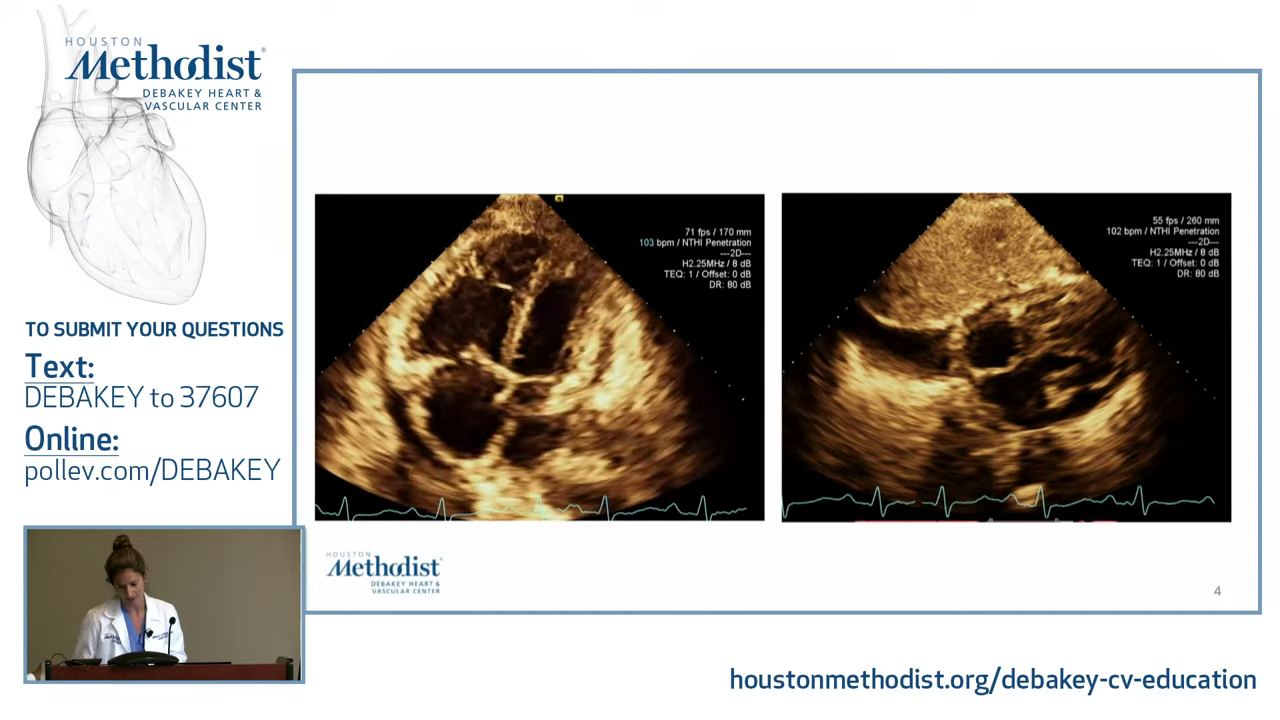 HOUSTON
Methodist®
DEBAKEY HEART &
VASCULAR CENTER
TO SUBMIT YOUR QUESTIONS
Text:
DEBAKEY to 37607
Online:
pollev.com/DEBAKEY
71 fps / 170 mm
103 bpm / NTHI Penetration
---2D---
H2.25MHz / 8 dB
TEQ: 1 / Offset: 0 dB
DR: 80 dB
55 fps / 260 mm
102 bpm / NTHI Penetration
---2D---
H2.25MHz / 8 dB
TEQ: 1 / Offset: 0 dB
DR: 80 dB
HOUSTON
Methodist
DEBAKEY HEART &
VASCULAR CENTER
4
houstonmethodist.org/debakey-cv-education